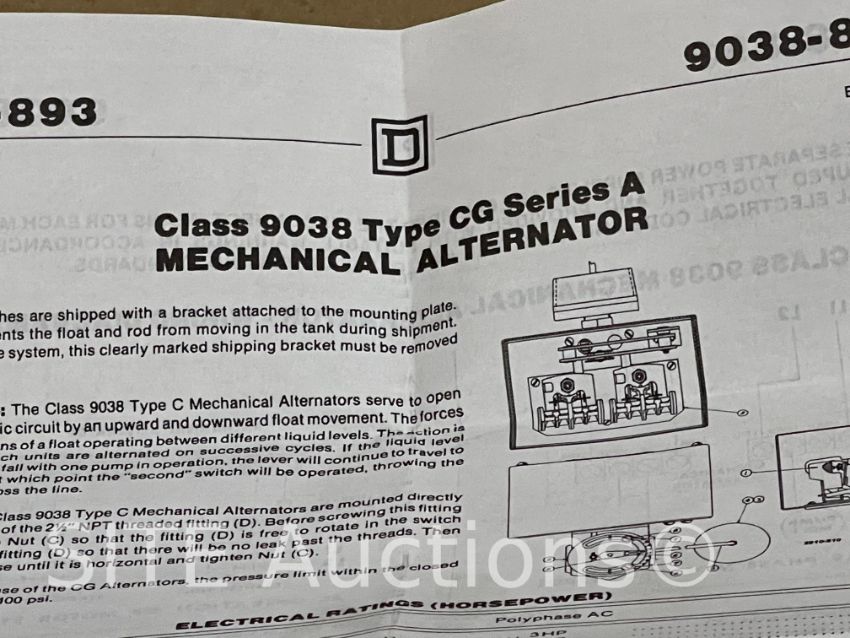 -893
9038-8
D
Class 9038 Type CG Series A
MECHANICAL ALTERNATOR
hes are shipped with a bracket attached to the mounting plate.
ents the float and rod from moving in the tank during shipment.
e system, this clearly marked shipping bracket must be removed
: The Class 9038 Type C Mechanical Alternators serve to open
ic circuit by an upward and downward float movement. The forces
ns of a float operating between different liquid levels. The action is
ch units are alternated on successive cycles. If the liquid level
fall with one pump in operation, the lever will continue to travel to
t which point the "second" switch will be operated, throwing the
oss the line.
Class 9038 Type C Mechanical Alternators are mounted directly
of the 2½" NPT threaded fitting (D). Before screwing this fitting
Nut (C) so that the fitting (D) is free to rotate in the switch
fitting (D) so that there will be no leak past the threads. Then
se until it is horizontal and tighten Nut (C).
se of the CG Alternators, the pressure limit within the closed
100 psi.
ELECTRICAL RATINGS (HORSEPOWER)
Polyphase AC
3HP
Auctions ©